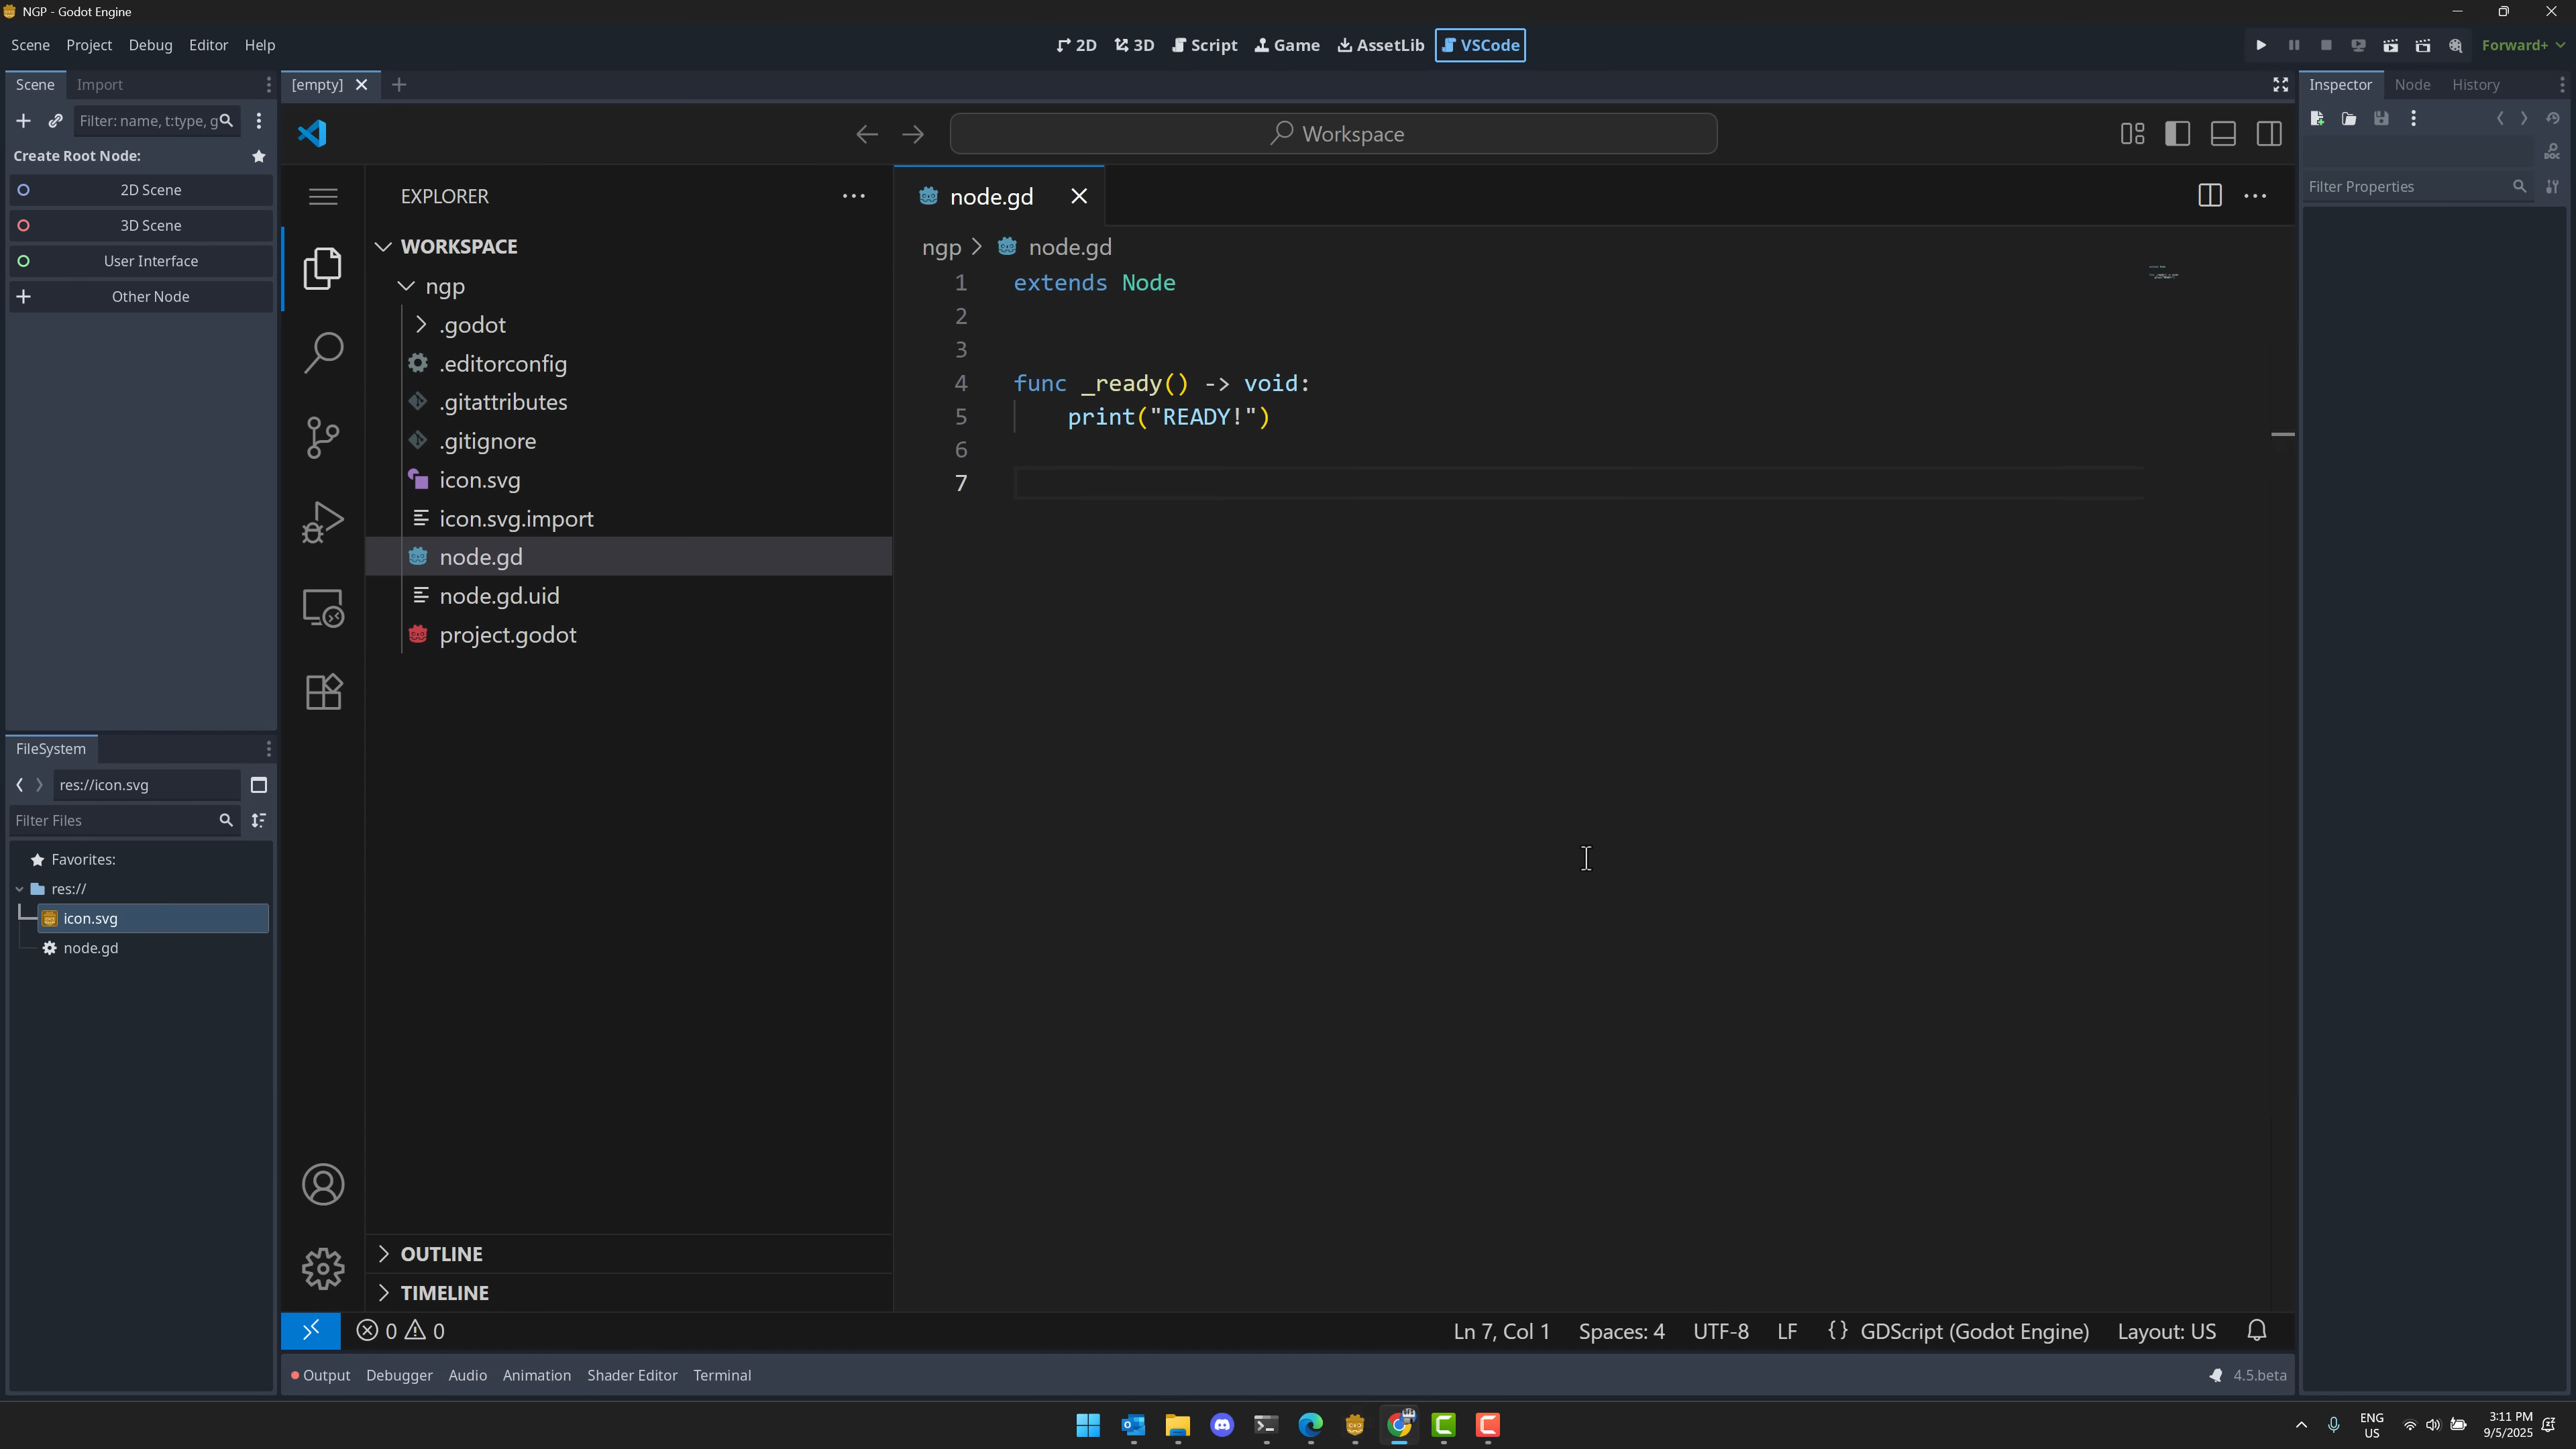 NGP - Godot Engine
Scene Project Debug Editor Help
2D 3D Script Game AssetLib VSCode
Forward+
Scene Import
[empty]
Inspector Node History
Filter: name, t:type, g
Workspace
Create Root Node:
2D Scene
3D Scene
User Interface
Other Node
DOC
Filter Properties
EXPLORER
WORKSPACE
ngp
.godot
.editorconfig
.gitattributes
.gitignore
icon.svg
icon.svg.import
node.gd
node.gd.uid
project.godot
OUTLINE
TIMELINE
node.gd
ngp > node.gd
1 extends Node
2
3
4 func _ready() -> void:
5 print("READY!")
6
7
0 0
Ln 7, Col 1 Spaces: 4 UTF-8 LF {} GDScript (Godot Engine) Layout: US
FileSystem
res://icon.svg
Filter Files
Favorites:
res://
icon.svg
node.gd
Output Debugger Audio Animation Shader Editor Terminal
4.5.beta
ENG
US
3:11 PM
9/5/2025